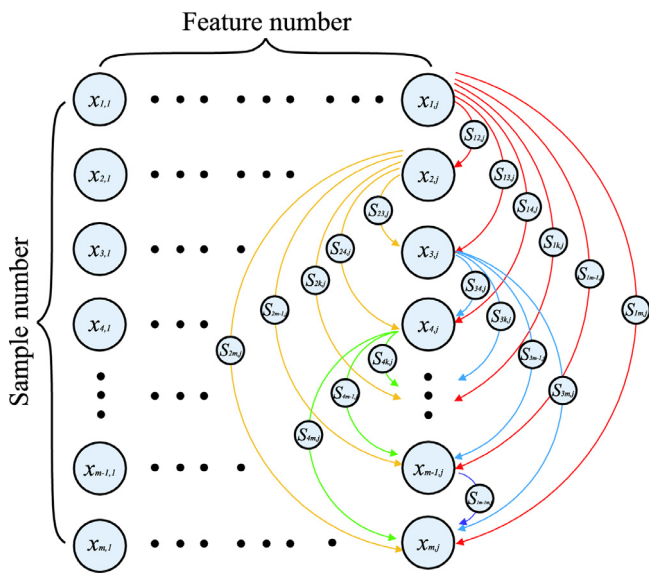 Feature number
Sample number
x1,1 x1,j
S12,j
x2,1 x2,j
S13,j
S23,j S14,j
x3,1 x3,j
S24,j S1k,j
S2k,j S34,j S1m-1,j
S2m-1,j S3k,j S1m,j
x4,1 x4,j
S2m,j S4k,j S3m-1,j
S4m-1,j S3m,j
S4m,j
xm-1,1 xm-1,j
xm,1 xm,j